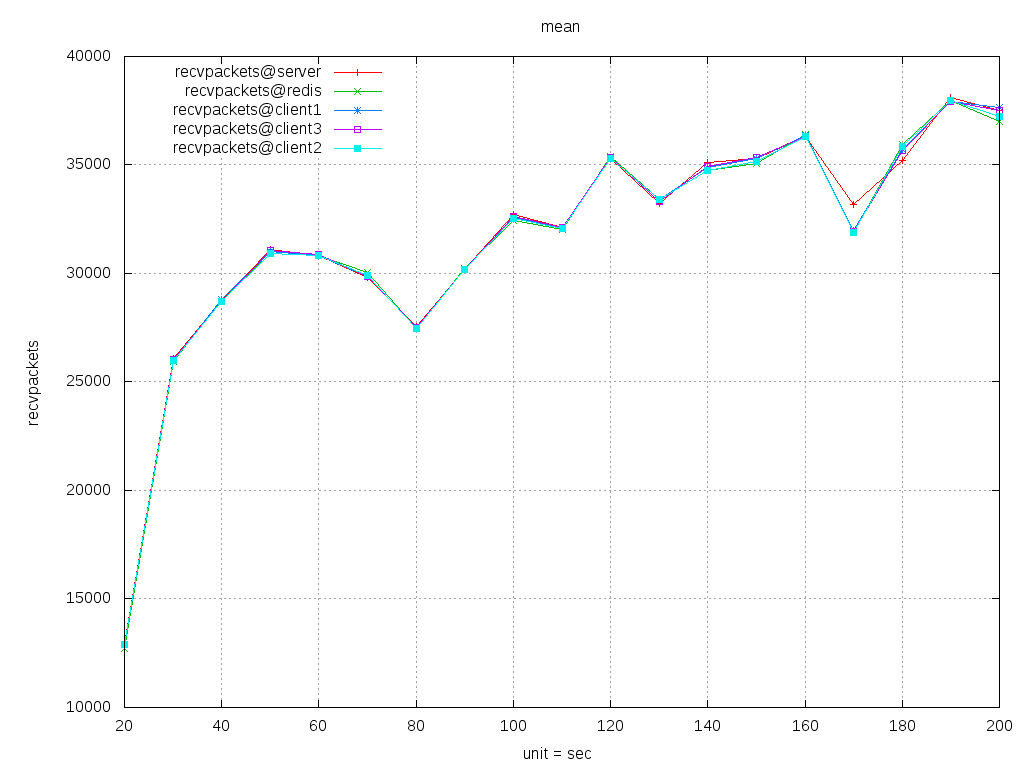 mean
40000
35000
30000
25000
20000
15000
10000
recvpackets
recvpackets@server
recvpackets@redis
recvpackets@client1
recvpackets@client3
recvpackets@client2
20 40 60 80 100 120 140 160 180 200
unit = sec